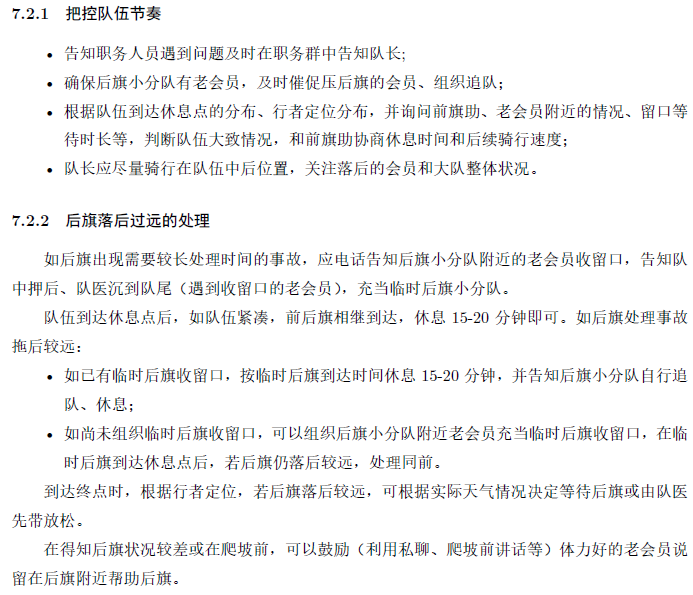 7.2.1 把控队伍节奏
• 告知职务人员遇到问题及时在职务群中告知队长;
• 确保后旗小分队有老会员，及时催促压后旗的会员、组织追队；
• 根据队伍到达休息点的分布、行者定位分布，并询问前旗助、老会员附近的情况、留口等
待时长等，判断队伍大致情况，和前旗助协商休息时间和后续骑行速度；
• 队长应尽量骑行在队伍中后位置，关注落后的会员和大队整体状况。
7.2.2 后旗落后过远的处理
如后旗出现需要较长处理时间的事故，应电话告知后旗小分队附近的老会员收留口，告知队
中押后、队医沉到队尾（遇到收留口的老会员），充当临时后旗小分队。
队伍到达休息点后，如队伍紧凑，前后旗相继到达，休息 15-20 分钟即可。如后旗处理事故
拖后较远：
• 如已有临时后旗收留口，按临时后旗到达时间休息 15-20 分钟，并告知后旗小分队自行追
队、休息；
• 如尚未组织临时后旗收留口，可以组织后旗小分队附近老会员充当临时后旗收留口，在临
时后旗到达休息点后，若后旗仍落后较远，处理同前。
到达终点时，根据行者定位，若后旗落后较远，可根据实际天气情况决定等待后旗或由队医
先带放松。
在得知后旗状况较差或在爬坡前，可以鼓励（利用私聊、爬坡前讲话等）体力好的老会员说
留在后旗附近帮助后旗。